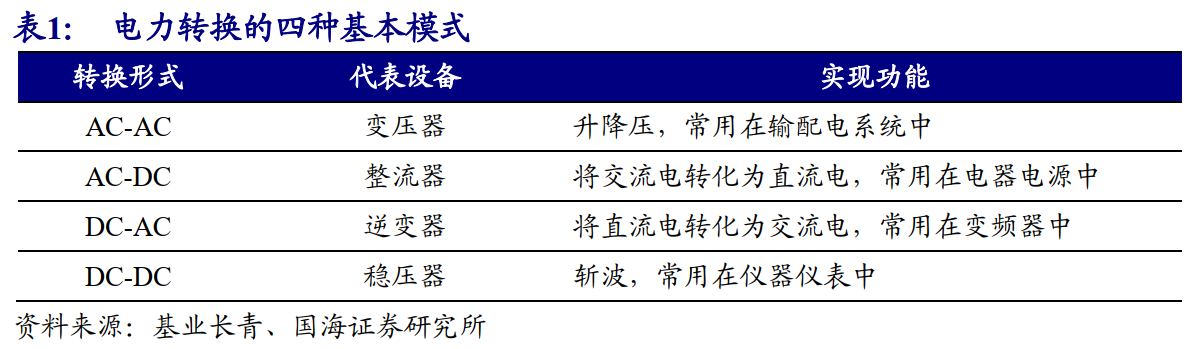 表1： 电力转换的四种基本模式
转换形式 代表设备 实现功能
AC-AC 变压器 升降压，常用在输配电系统中
AC-DC 整流器 将交流电转化为直流电，常用在电器电源中
DC-AC 逆变器 将直流电转化为交流电，常用在变频器中
DC-DC 稳压器 斩波，常用在仪器仪表中
资料来源：基业长青、国海证券研究所